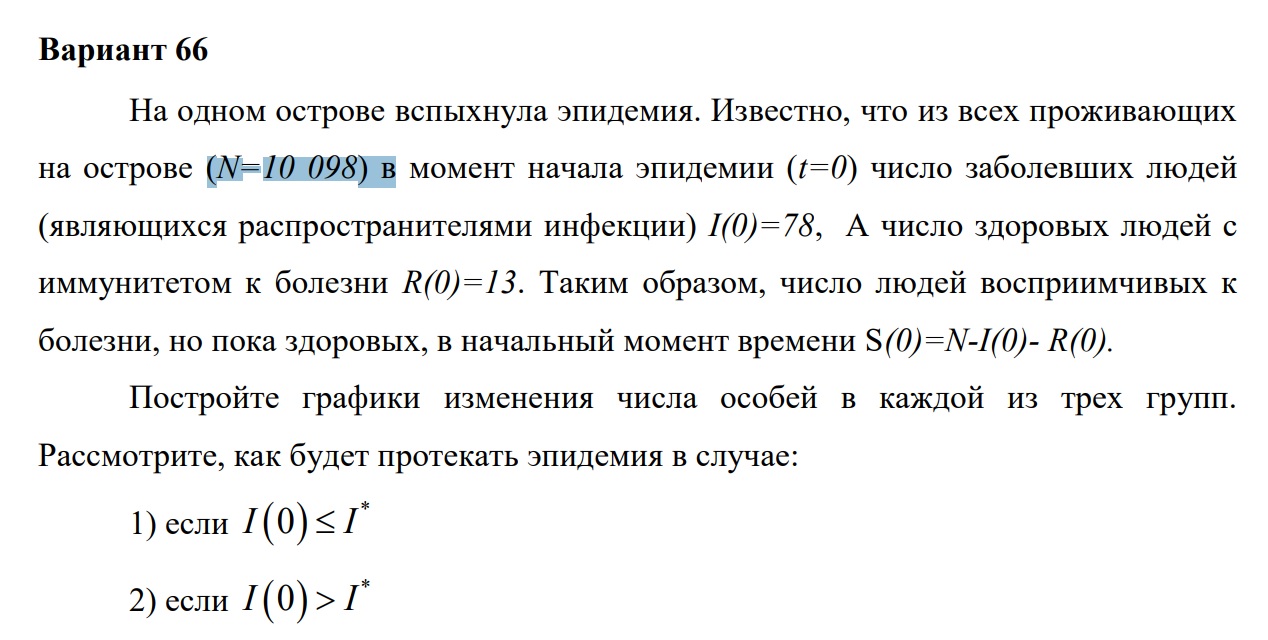 Вариант 66
На одном острове вспыхнула эпидемия. Известно, что из всех проживающих
на острове (N=10 098) в момент начала эпидемии (t=0) число заболевших людей
(являющихся распространителями инфекции) I(0)=78, А число здоровых людей с
иммунитетом к болезни R(0)=13. Таким образом, число людей восприимчивых к
болезни, но пока здоровых, в начальный момент времени S(0)=N-I(0)- R(0).
Постройте графики изменения числа особей в каждой из трех групп.
Рассмотрите, как будет протекать эпидемия в случае:
1) если I(0) ≤ I*
2) если I(0) > I*